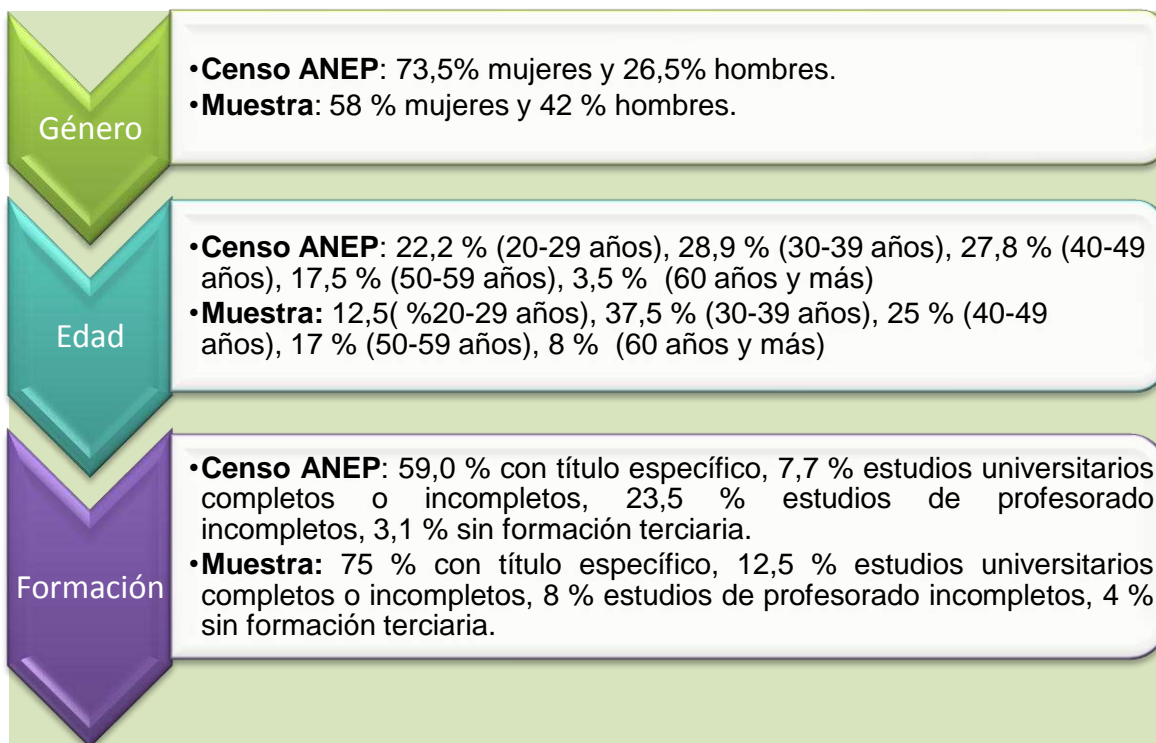 Género
•Censo ANEP: 73,5% mujeres y 26,5% hombres.
•Muestra: 58 % mujeres y 42 % hombres.
Edad
•Censo ANEP: 22,2 % (20-29 años), 28,9 % (30-39 años), 27,8 % (40-49
años), 17,5 % (50-59 años), 3,5 % (60 años y más)
•Muestra: 12,5( %20-29 años), 37,5 % (30-39 años), 25 % (40-49
años), 17 % (50-59 años), 8 % (60 años y más)
Formación
•Censo ANEP: 59,0 % con título específico, 7,7 % estudios universitarios
completos o incompletos, 23,5 % estudios de profesorado
incompletos, 3,1 % sin formación terciaria.
•Muestra: 75 % con título específico, 12,5 % estudios universitarios
completos o incompletos, 8 % estudios de profesorado incompletos, 4 %
sin formación terciaria.